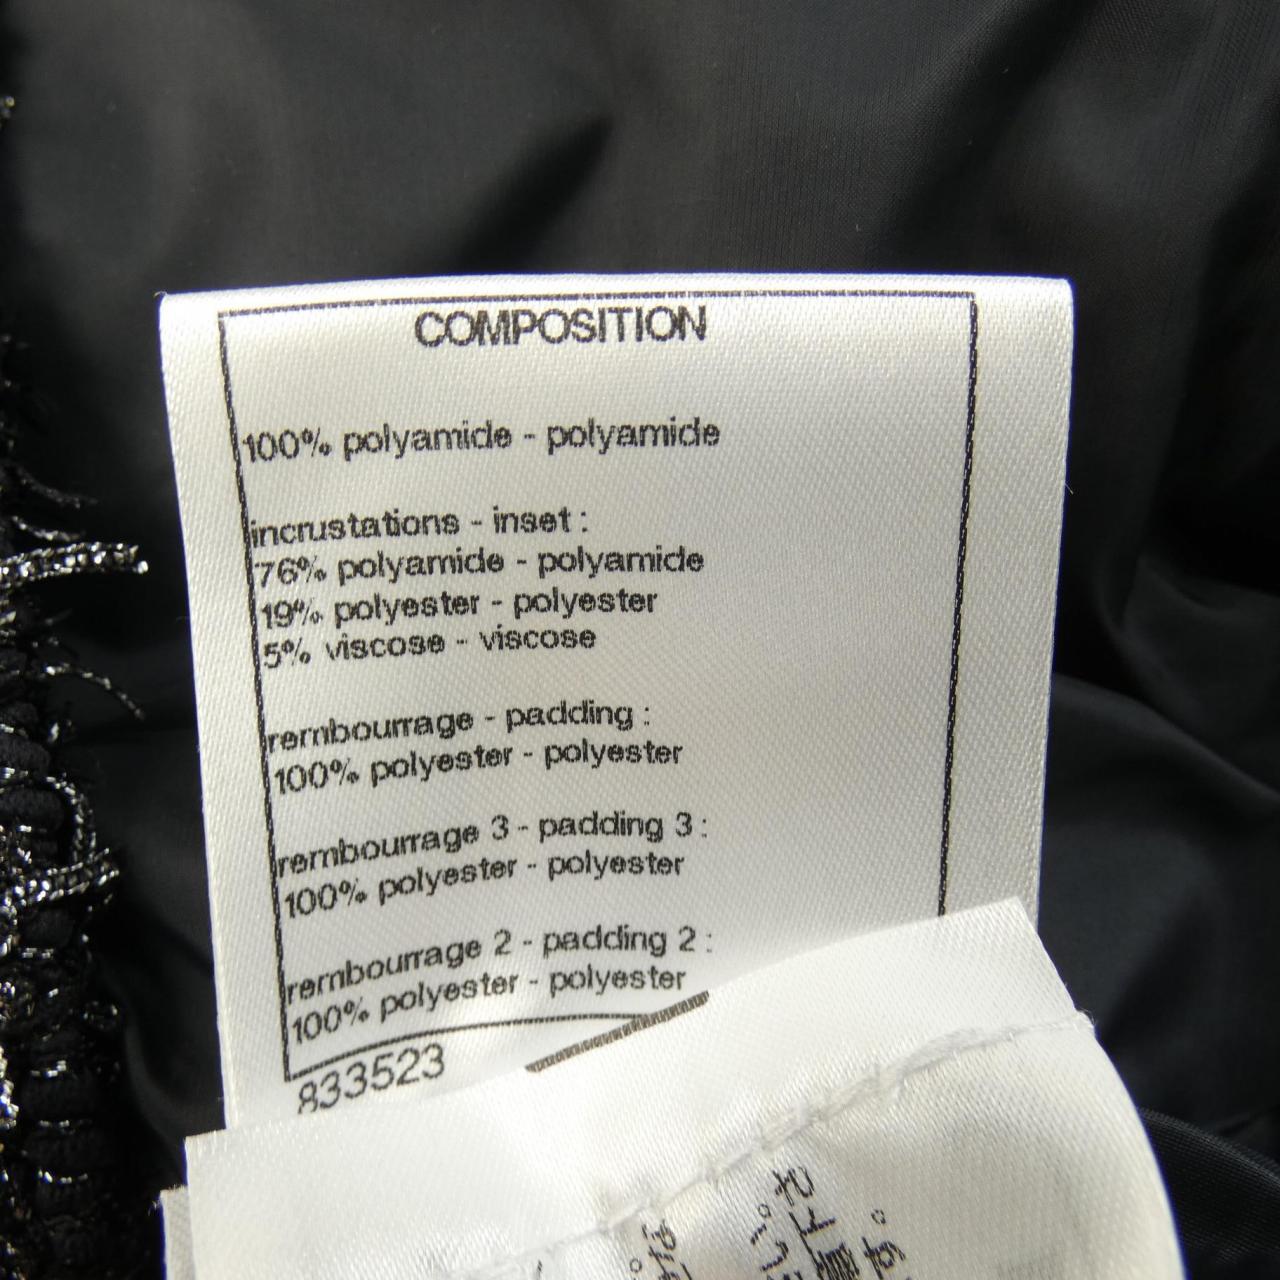 COMPOSITION
100% polyamide - polyamide
incrustations - inset :
76% polyamide - polyamide
19% polyester - polyester
5% viscose - viscose
rembourrage - padding :
100% polyester - polyester
rembourrage 3 - padding 3 :
100% polyester - polyester
rembourrage 2 - padding 2 :
100% polyester - polyester
833523